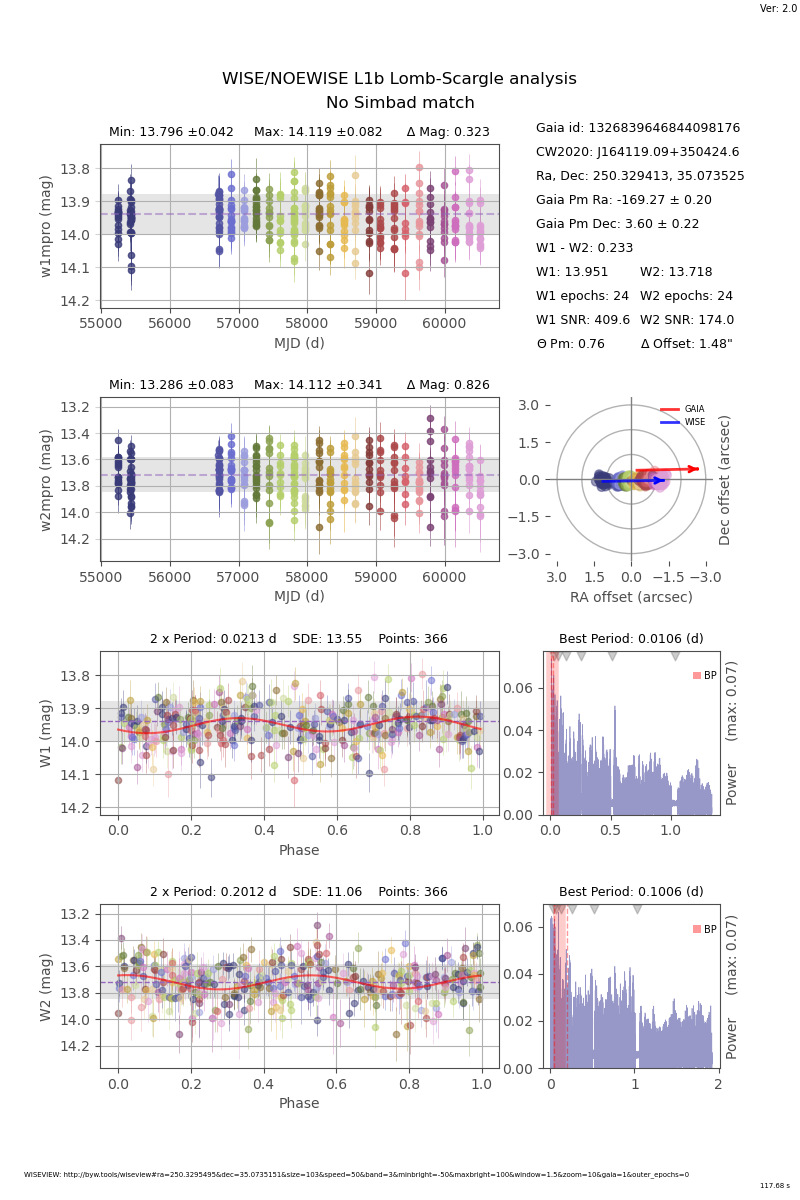 Ver: 2.0
WISE/NOEWISE L1b Lomb-Scargle analysis
No Simbad match
Min: 13.796 ±0.042 Max: 14.119 ±0.082 Δ Mag: 0.323
13.8
13.9
14.0
14.1
14.2
w1mpro (mag)
55000 56000 57000 58000 59000 60000
MJD (d)
Gaia id: 1326839646844098176
CW2020: J164119.09+350424.6
Ra, Dec: 250.329413, 35.073525
Gaia Pm Ra: -169.27 ± 0.20
Gaia Pm Dec: 3.60 ± 0.22
W1 - W2: 0.233
W1: 13.951 W2: 13.718
W1 epochs: 24 W2 epochs: 24
W1 SNR: 409.6 W2 SNR: 174.0
Θ Pm: 0.76 Δ Offset: 1.48"
Min: 13.286 ±0.083 Max: 14.112 ±0.341 Δ Mag: 0.826
13.2
13.4
13.6
13.8
14.0
14.2
w2mpro (mag)
55000 56000 57000 58000 59000 60000
MJD (d)
GAIA
WISE
3.0
1.5
0.0
−1.5
−3.0
Dec offset (arcsec)
3.0 1.5 0.0 −1.5 −3.0
RA offset (arcsec)
2 x Period: 0.0213 d SDE: 13.55 Points: 366
13.8
13.9
14.0
14.1
14.2
W1 (mag)
0.0 0.2 0.4 0.6 0.8 1.0
Phase
Best Period: 0.0106 (d)
BP
0.06
0.04
0.02
0.00
0.0 0.5 1.0
Power (max: 0.07)
2 x Period: 0.2012 d SDE: 11.06 Points: 366
13.2
13.4
13.6
13.8
14.0
14.2
W2 (mag)
0.0 0.2 0.4 0.6 0.8 1.0
Phase
Best Period: 0.1006 (d)
BP
0.06
0.04
0.02
0.00
0 1 2
Power (max: 0.07)
WISEVIEW: http://byw.tools/wiseview#ra=250.3295495&dec=35.0735151&size=103&speed=50&band=3&minbright=-50&maxbright=100&window=1.5&zoom=10&gaia=1&outer_epochs=0
117.68 s